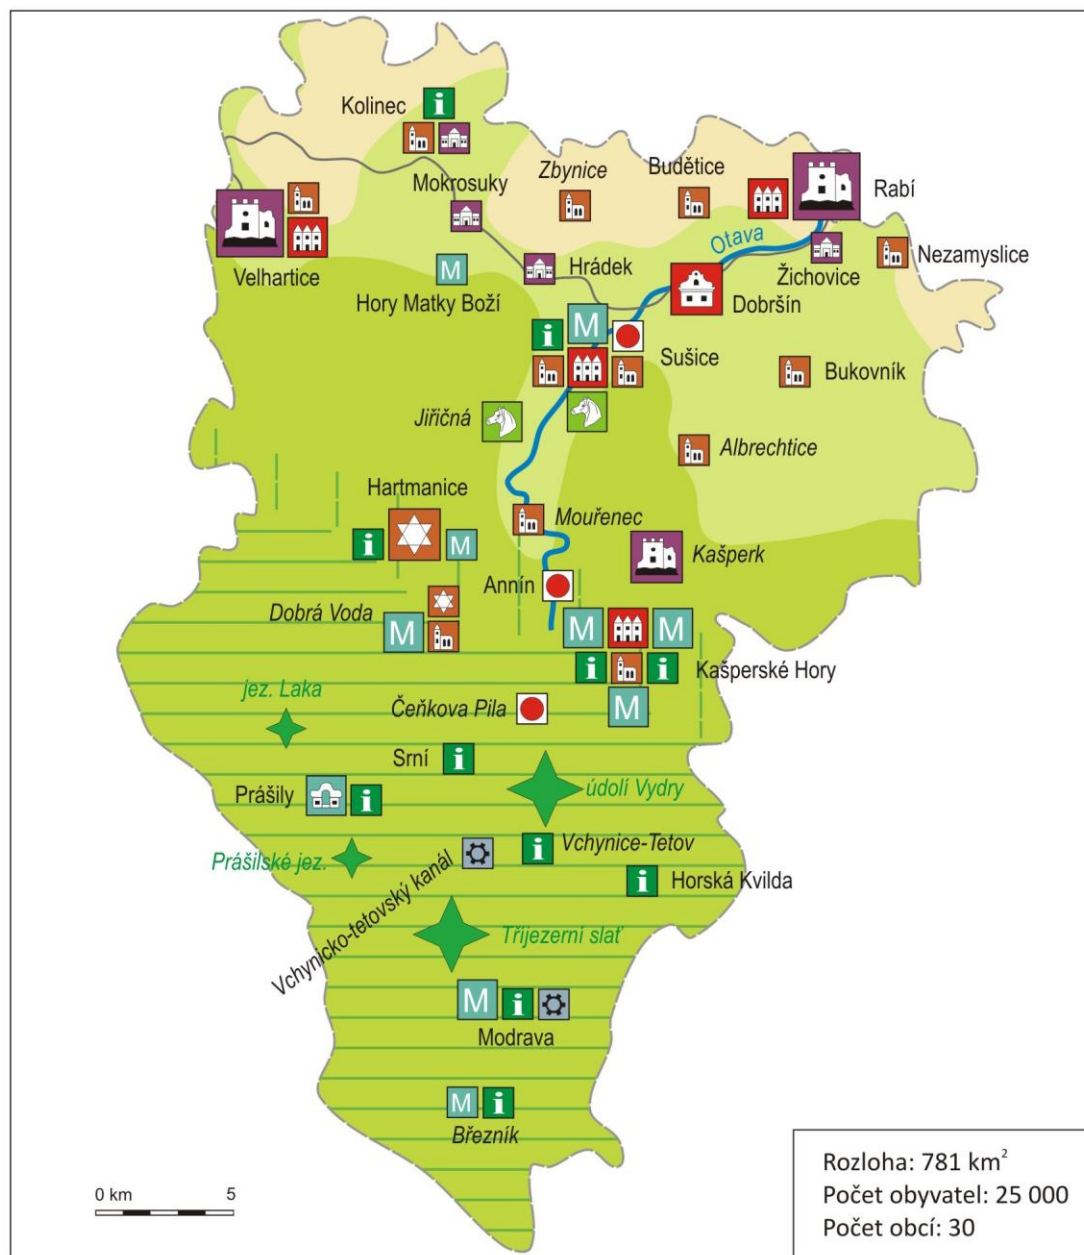 Kolinec
i
Mokrosuky
Zbynice
Budětice
Rabí
Otava
Velhartice
M
Hory Matky Boží
Hrádek
Žichovice
Nezamyslice
Dobršín
i
M
Sušice
Bukovník
Jiřičná
Albrechtice
Hartmanice
i
M
Mouřenec
Kašperk
Annín
Dobrá Voda
M
M
M
i
i
Kašperské Hory
M
jez. Laka
Čeňkova Pila
Srní
i
údolí Vydry
Prášily
i
Prášilské jez.
Vchynicko-tetovský kanál
i
Vchynice-Tetov
i
Horská Kvilda
Tříjezerní slať
M
i
Modrava
M
i
Březník
0 km 5
Rozloha: 781 km²
Počet obyvatel: 25 000
Počet obcí: 30